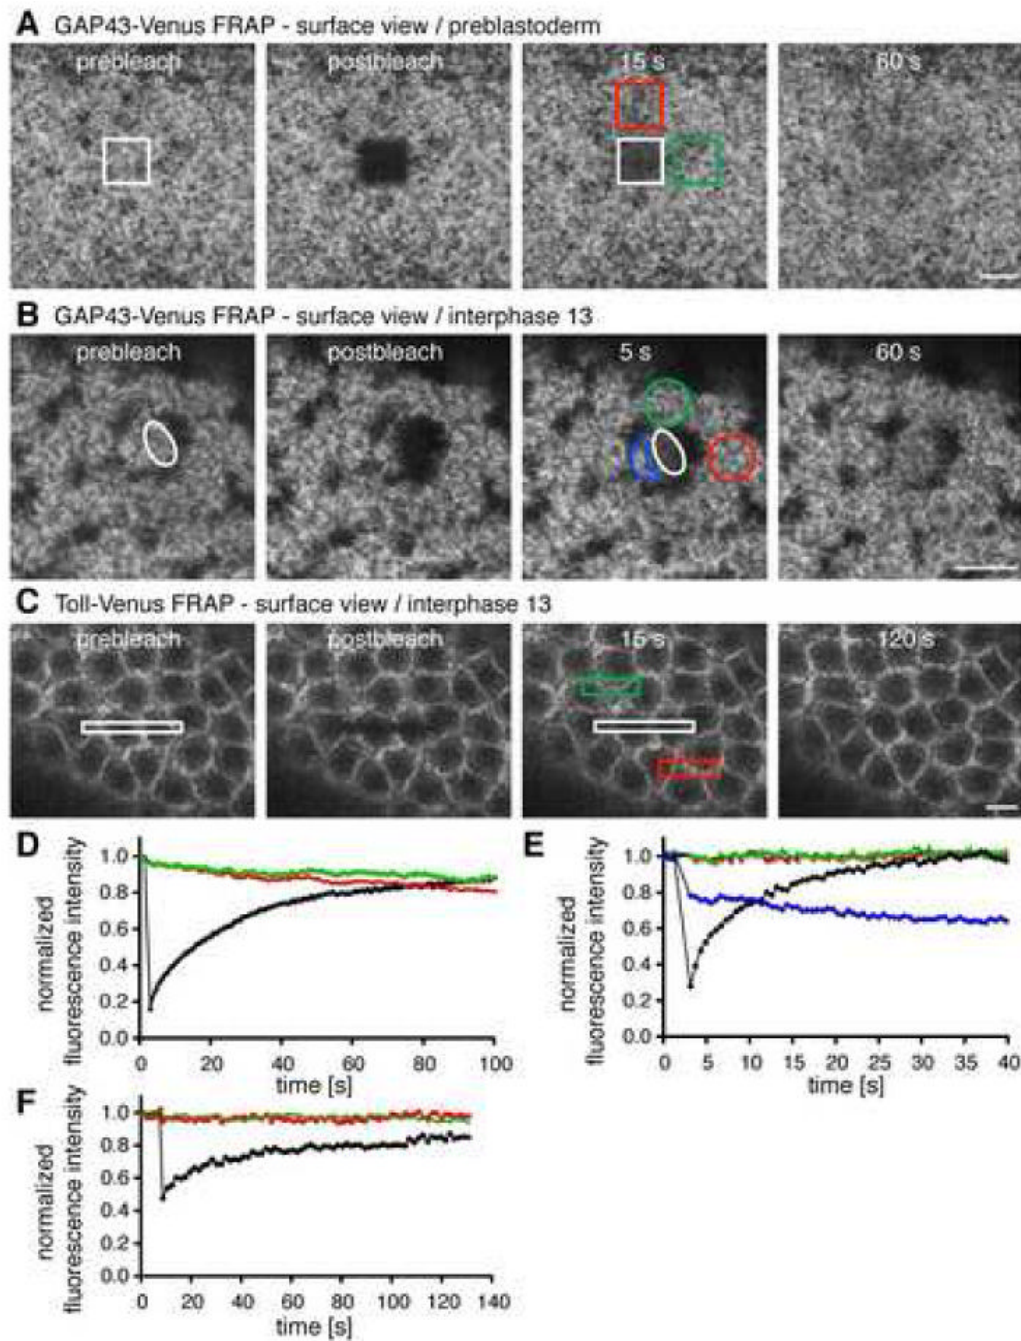 A GAP43-Venus FRAP - surface view / preblastoderm
prebleach postbleach 15 s 60 s
B GAP43-Venus FRAP - surface view / interphase 13
prebleach postbleach 5 s 60 s
C Toll-Venus FRAP - surface view / interphase 13
prebleach postbleach 15 s 120 s
D
normalized
fluorescence intensity
1.0
0.8
0.6
0.4
0.2
0.0
0 20 40 60 80 100
time [s]
E
normalized
fluorescence intensity
1.0
0.8
0.6
0.4
0.2
0.0
0 5 10 15 20 25 30 35 40
time [s]
F
normalized
fluorescence intensity
1.0
0.8
0.6
0.4
0.2
0.0
0 20 40 60 80 100 120 140
time [s]